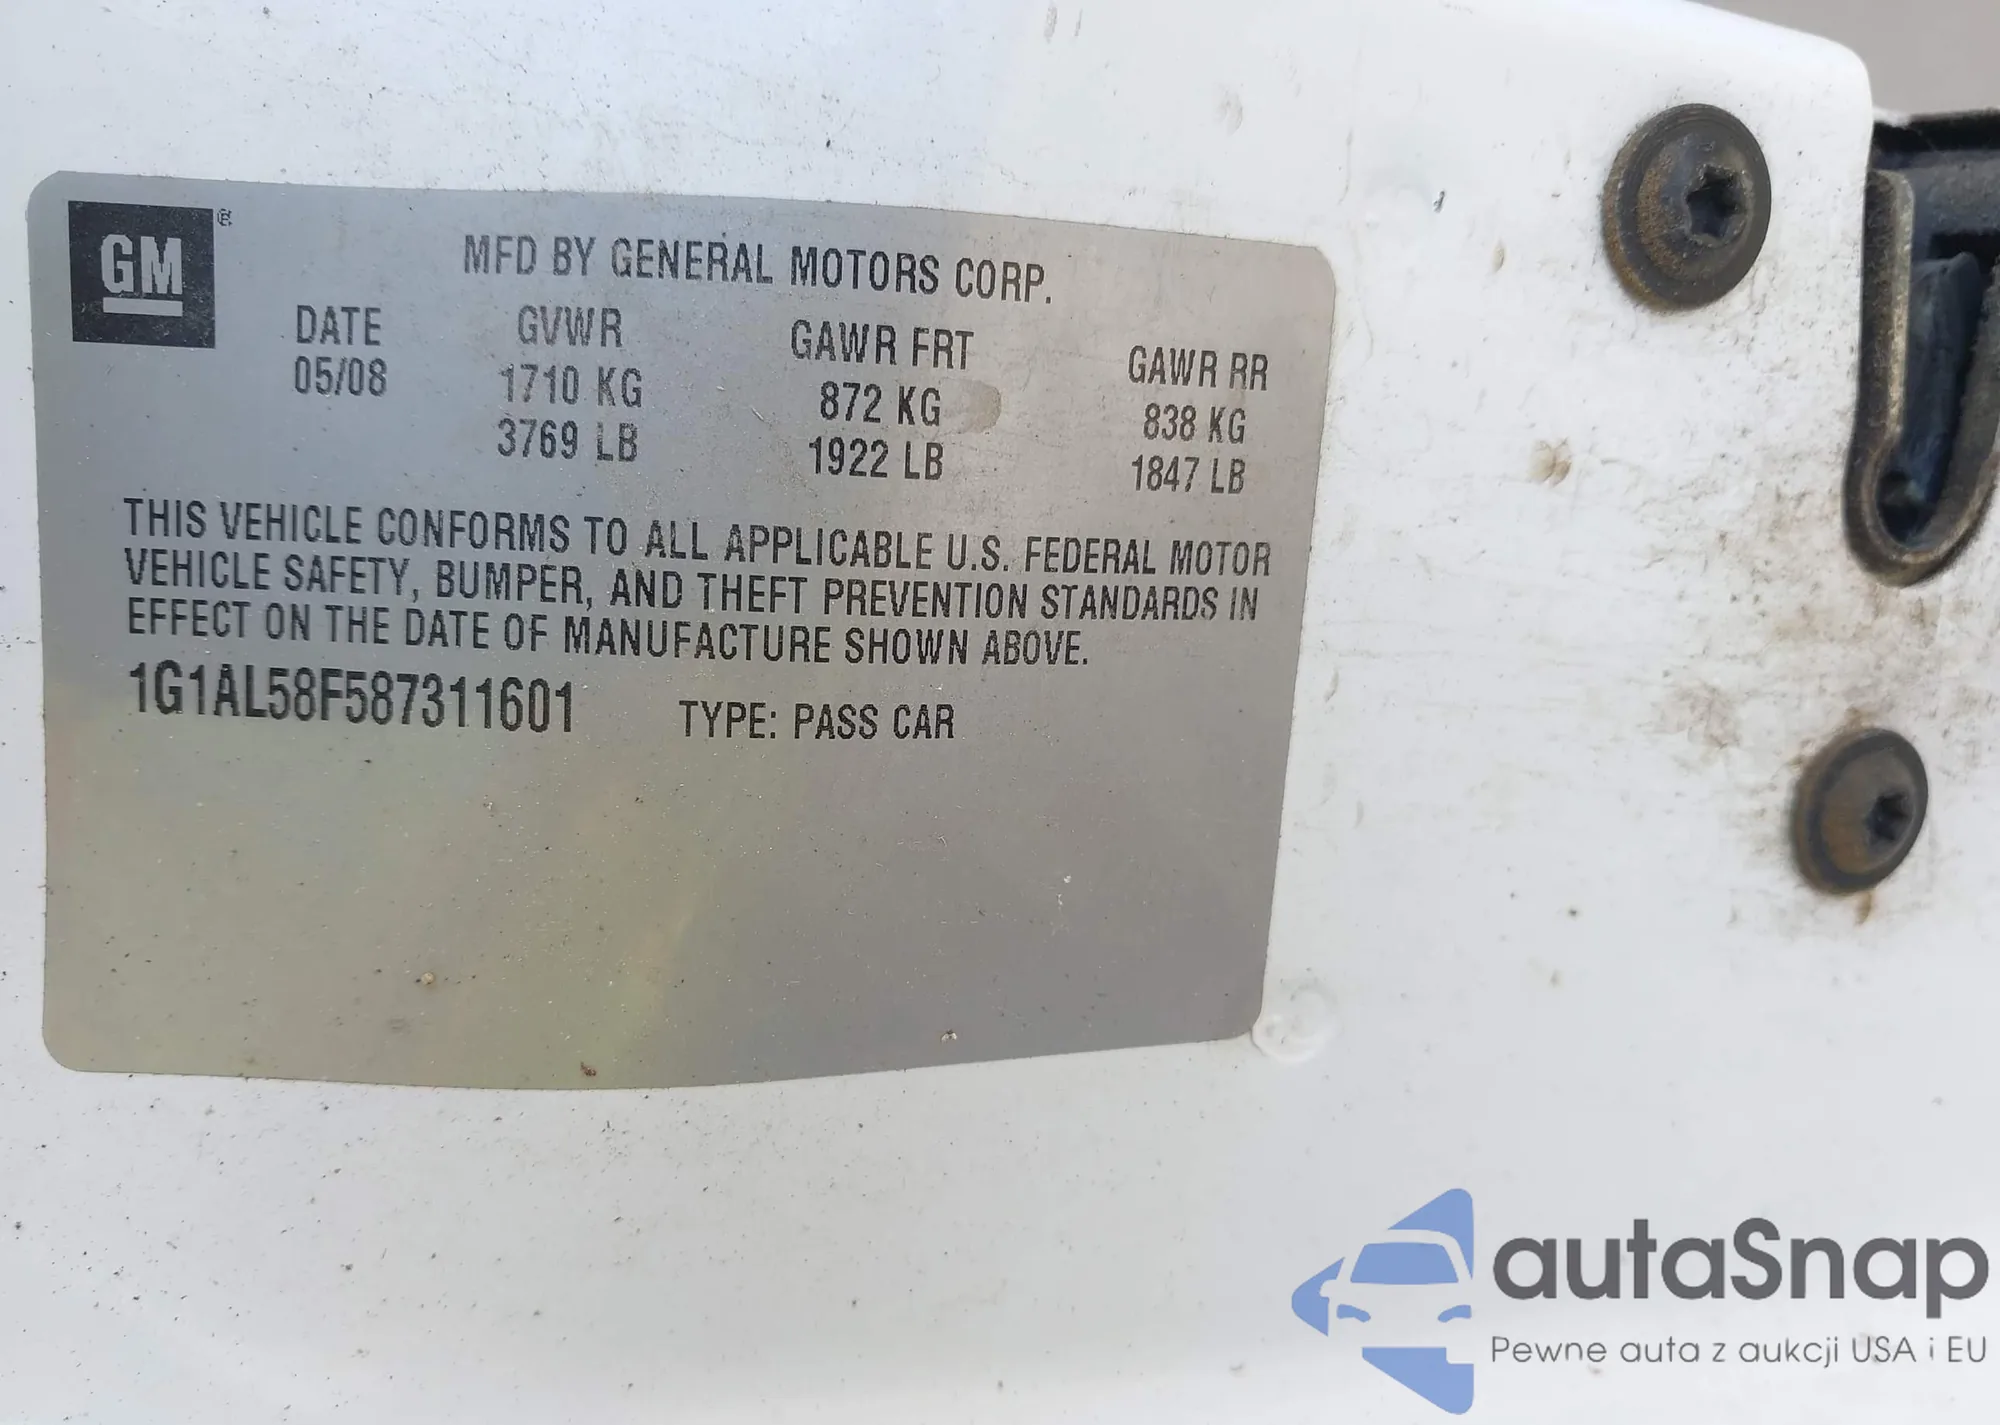 GM ®
MFD BY GENERAL MOTORS CORP.
DATE GVWR GAWR FRT GAWR RR
05/08 1710 KG 872 KG 838 KG
3769 LB 1922 LB 1847 LB
THIS VEHICLE CONFORMS TO ALL APPLICABLE U.S. FEDERAL MOTOR
VEHICLE SAFETY, BUMPER, AND THEFT PREVENTION STANDARDS IN
EFFECT ON THE DATE OF MANUFACTURE SHOWN ABOVE.
1G1AL58F587311601 TYPE: PASS CAR
autaSnap
Pewne auta z aukcji USA i EU